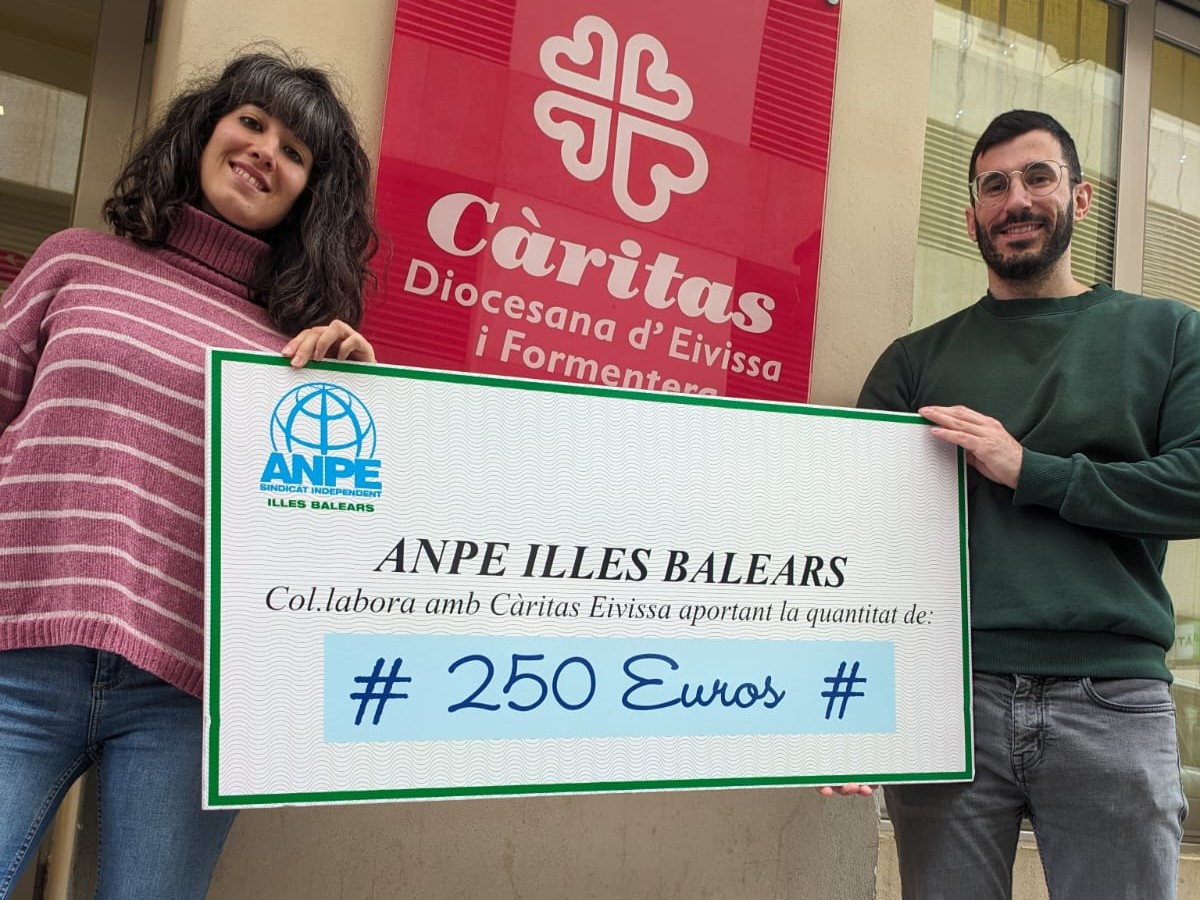 Càritas
Diocesana d'Eivissa
i Formentera
ANPE
SINDICAT INDEPENDENT
ILLES BALEARS
ANPE ILLES BALEARS
Col.labora amb Càritas Eivissa aportant la quantitat de:
# 250 Euros #